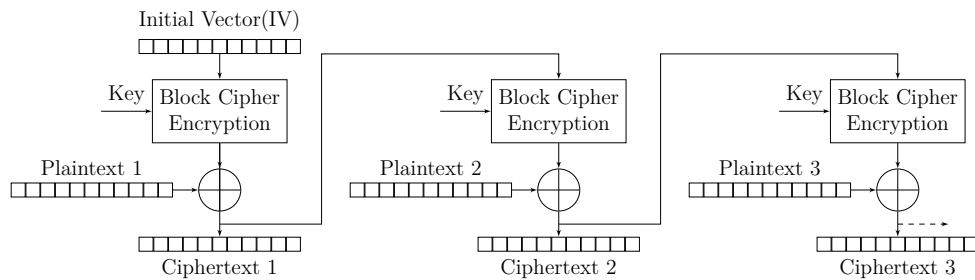 Initial Vector(IV)
Key
Block Cipher
Encryption
Plaintext 1
Ciphertext 1
Key
Block Cipher
Encryption
Plaintext 2
Ciphertext 2
Key
Block Cipher
Encryption
Plaintext 3
Ciphertext 3